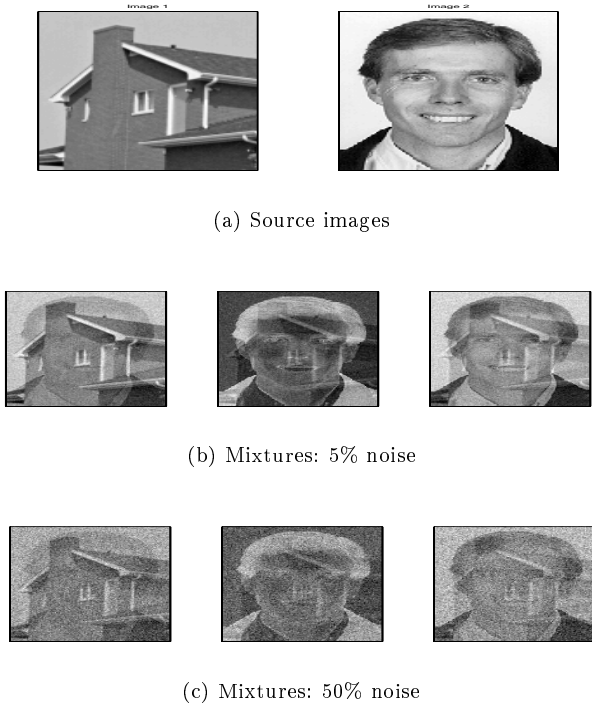 Image 1
Image 2
(a) Source images
(b) Mixtures: 5% noise
(c) Mixtures: 50% noise